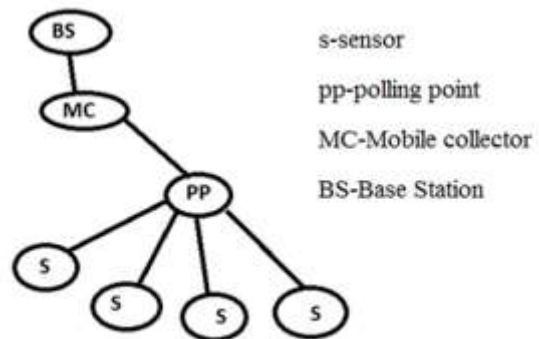 BS
s-sensor
pp-polling point
MC
MC-Mobile collector
PP
BS-Base Station
S
S
S
S